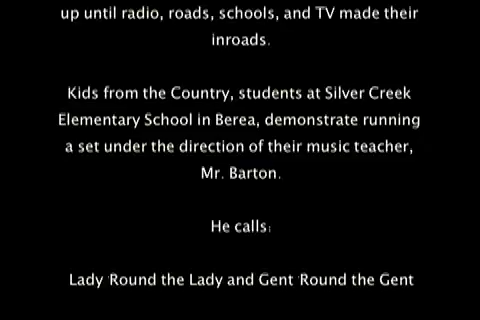 up until radio, roads, schools, and TV made their
inroads.
Kids from the Country, students at Silver Creek
Elementary School in Berea, demonstrate running
a set under the direction of their music teacher,
Mr. Barton.
He calls:
Lady 'Round the Lady and Gent 'Round the Gent